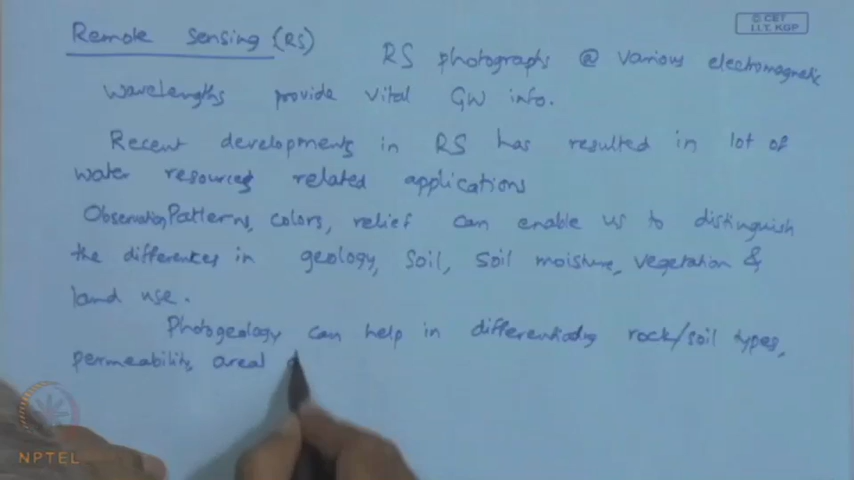 © CET
I.I.T. KGP
Remote Sensing (RS)
RS photographs @ various electromagnetic
wavelengths provide vital GW info.
Recent developments in RS has resulted in lot of
water resources related applications
Observation Patterns, colors, relief can enable us to distinguish
the differences in geology, soil, soil moisture, vegetation &
land use.
Photogeology can help in differentiating rock/soil types,
permeability, areal
NPTEL